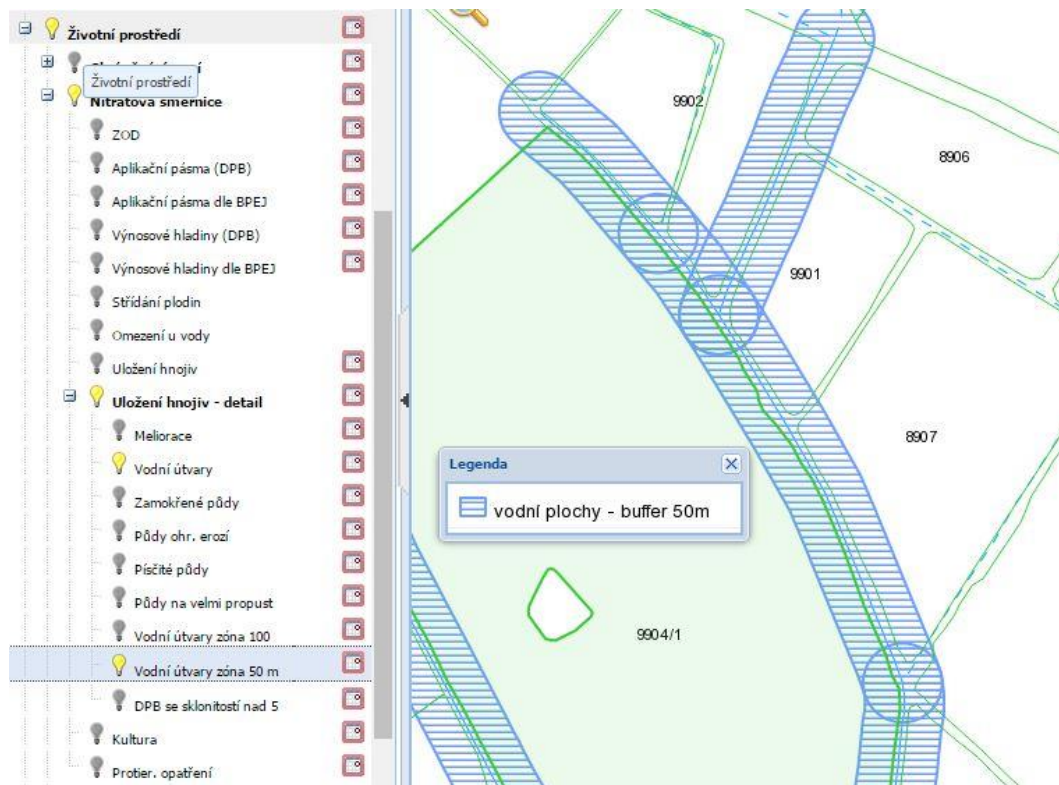 Životní prostředí
Životní prostředí
Nitrátová směrnice
ZOD
Aplikační pásma (DPB)
Aplikační pásma dle BPEJ
Výnosové hladiny (DPB)
Výnosové hladiny dle BPEJ
Střídání plodin
Omezení u vody
Uložení hnojiv
Uložení hnojiv - detail
Meliorace
Vodní útvary
Zamokřené půdy
Půdy ohr. erozí
Písčité půdy
Půdy na velmi propust
Vodní útvary zóna 100
Vodní útvary zóna 50 m
DPB se sklonitostí nad 5
Kultura
Protier. opatření
9902
8906
9901
8907
Legenda
vodní plochy - buffer 50m
9904/1